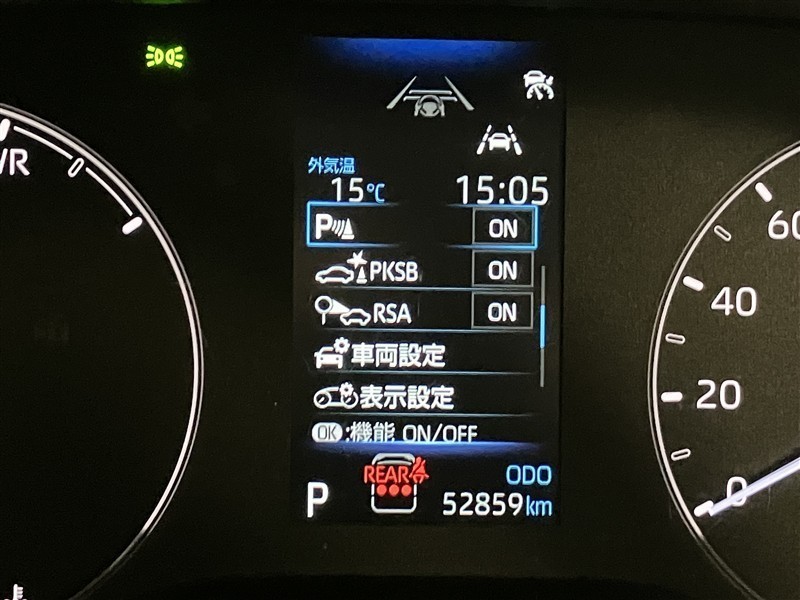 外気温
15℃ 15:05
P ON
PKSB ON
RSA ON
車両設定
表示設定
OK:機能 ON/OFF
REAR
P
ODO
52859km
60
40
20
0